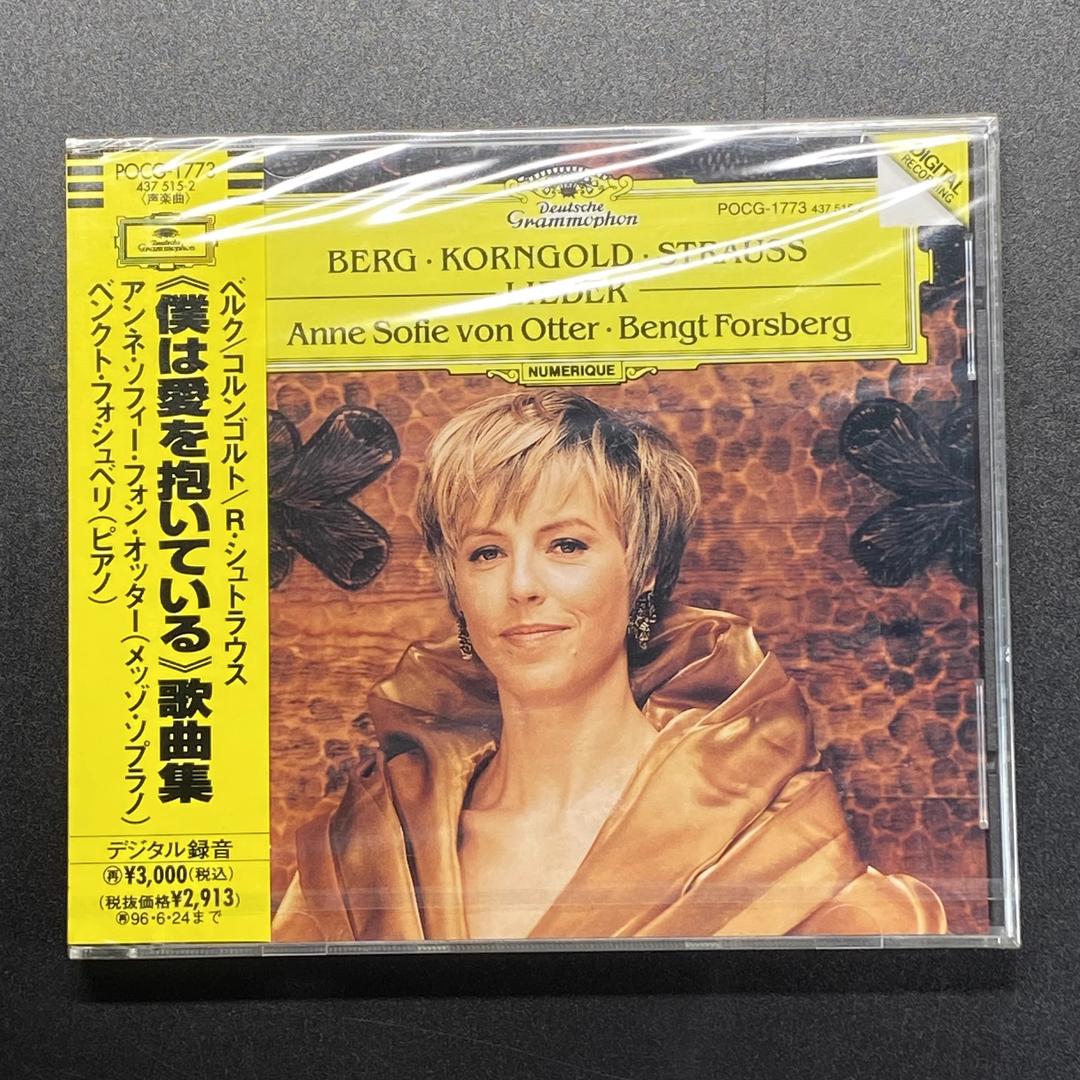 POCG-1773
437 515-2
〈声楽曲〉
Deutsche
Grammophon
ベルク/コルンゴルト/R・シュトラウス
《僕は愛を抱いている》歌曲集
アンネ・ソフィー・フォン・オッター(メッゾ・ソプラノ)
ベンクト・フォシュベリ(ピアノ)
デジタル録音
再¥3,000(税込)
(税抜価格¥2,913)
再96・6・24まで
Deutsche
Grammophon
POCG-1773 437 515-2
DIGITAL
RECORDING
BERG · KORNGOLD · STRAUSS
LIEDER
Anne Sofie von Otter · Bengt Forsberg
NUMERIQUE